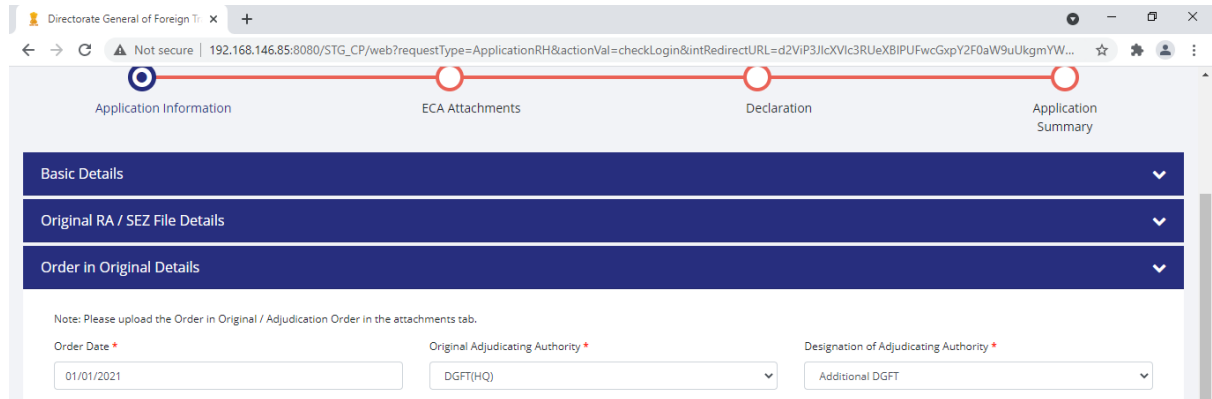 Directorate General of Foreign Tr
Not secure | 192.168.146.85:8080/STG_CP/web?requestType=ApplicationRH&actionVal=checkLogin&intRedirectURL=d2ViP3JlcXVlc3RUeXBlPUFwcGxpY2F0aW9uUkgmYW...
Application Information
ECA Attachments
Declaration
Application
Summary
Basic Details
Original RA / SEZ File Details
Order in Original Details
Note: Please upload the Order in Original / Adjudication Order in the attachments tab.
Order Date *
Original Adjudicating Authority *
Designation of Adjudicating Authority *
01/01/2021
DGFT(HQ)
Additional DGFT